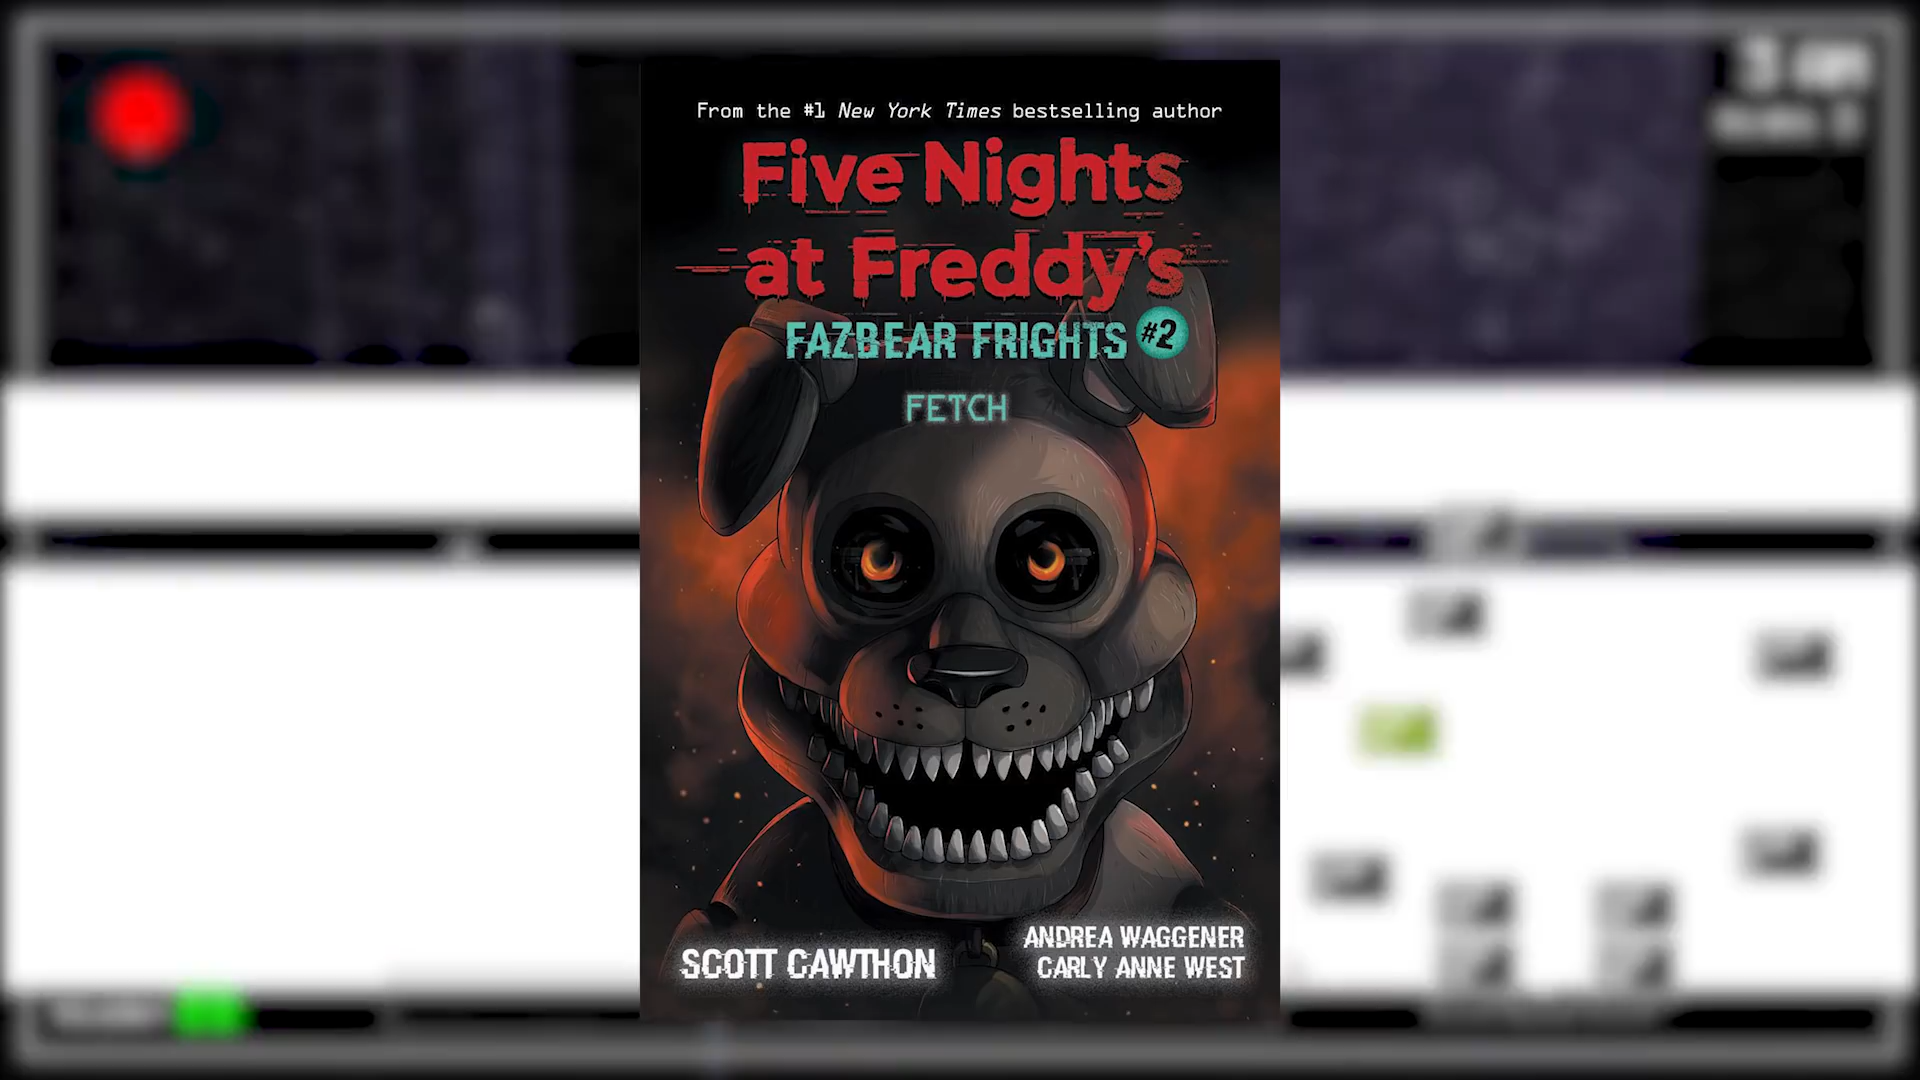 From the #1 New York Times bestselling author
Five Nights
at Freddy's™
FAZBEAR FRIGHTS #2
FETCH
SCOTT CAWTHON
ANDREA WAGGENER
CARLY ANNE WEST